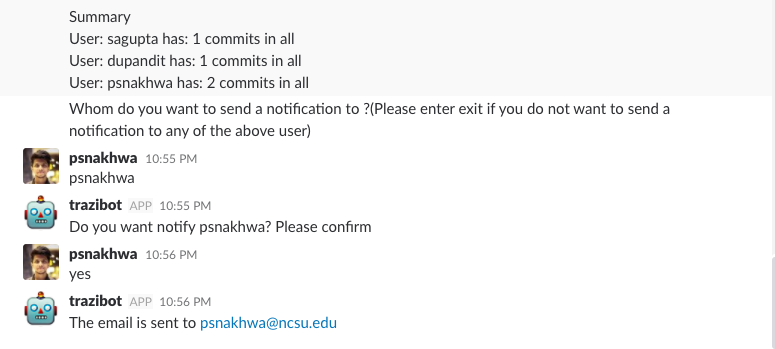 Summary
User: sagupta has: 1 commits in all
User: dupandit has: 1 commits in all
User: psnakhwa has: 2 commits in all
Whom do you want to send a notification to ?(Please enter exit if you do not want to send a
notification to any of the above user)
psnakhwa 10:55 PM
psnakhwa
trazibot APP 10:55 PM
Do you want notify psnakhwa? Please confirm
psnakhwa 10:56 PM
yes
trazibot APP 10:56 PM
The email is sent to psnakhwa@ncsu.edu